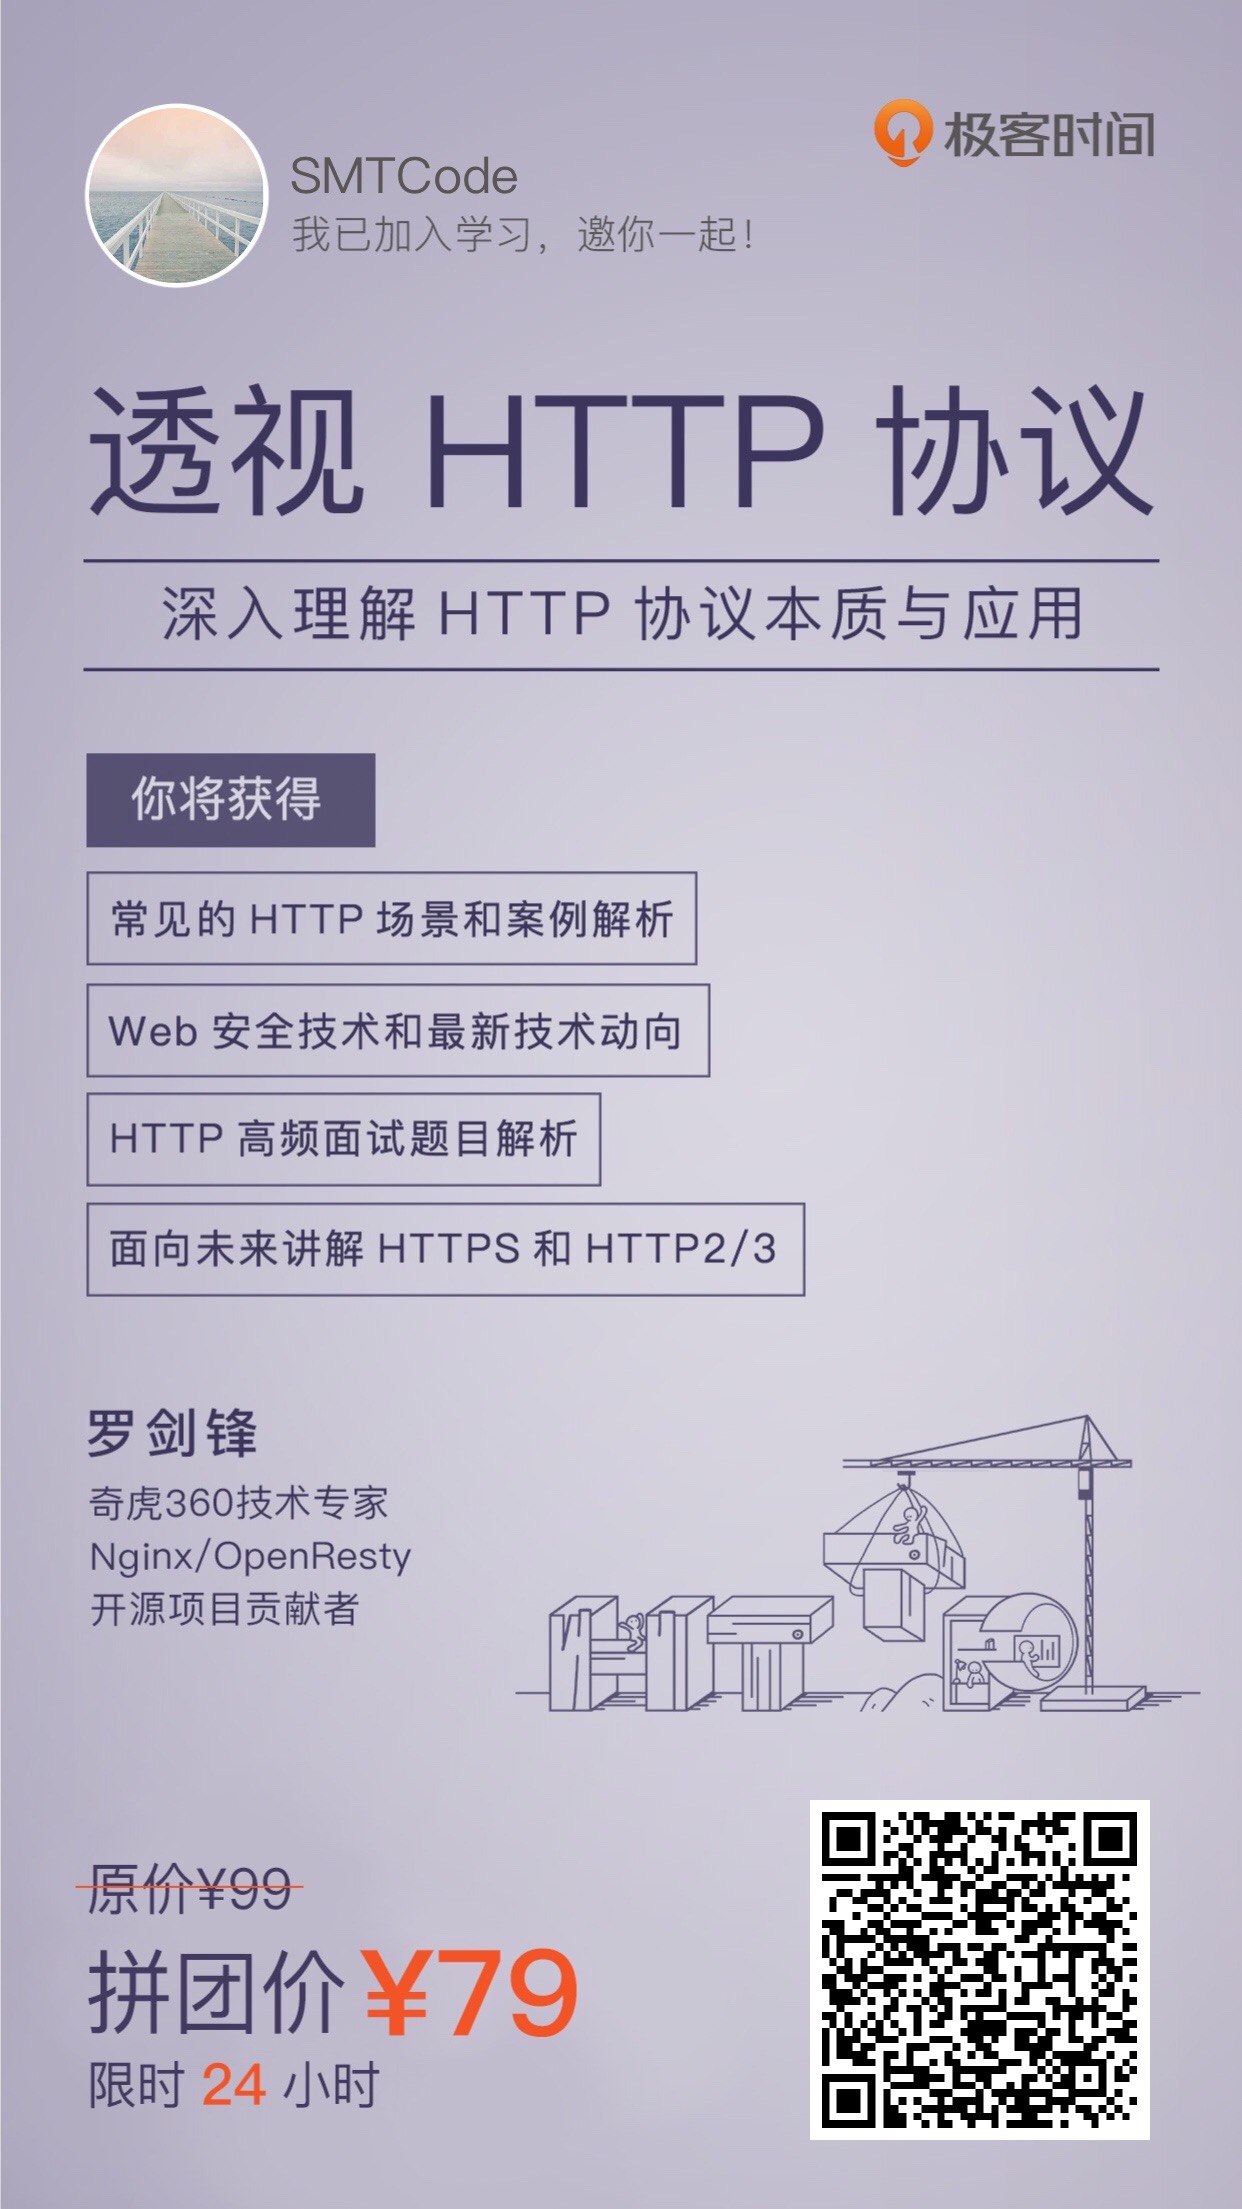 极客时间
SMTCode
我已加入学习，邀你一起！
透视 HTTP 协议
深入理解 HTTP 协议本质与应用
你将获得
常见的 HTTP 场景和案例解析
Web 安全技术和最新技术动向
HTTP 高频面试题目解析
面向未来讲解 HTTPS 和 HTTP2/3
罗剑锋
奇虎360技术专家
Nginx/OpenResty
开源项目贡献者
原价¥99
拼团价¥79
限时 24 小时